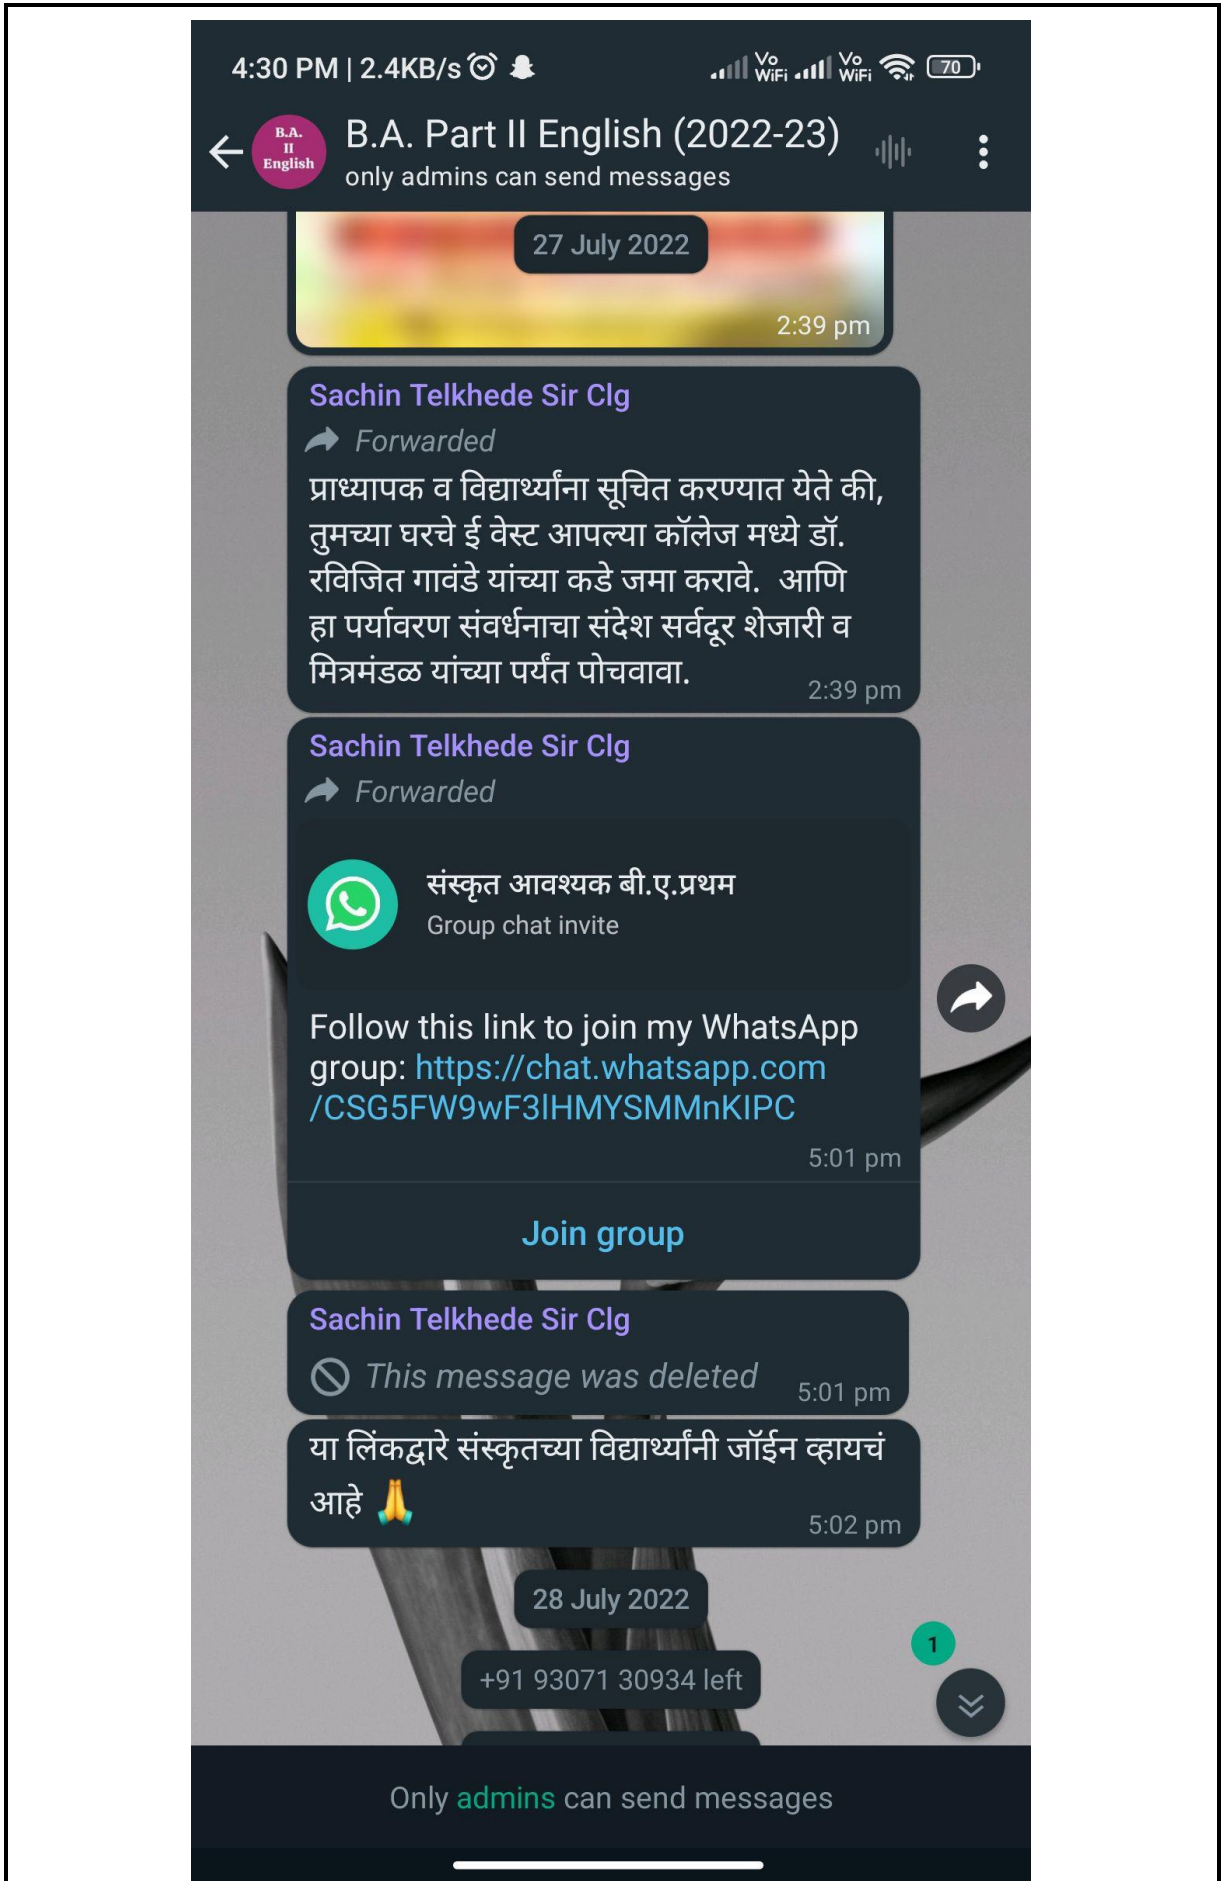 4:30 PM | 2.4KB/s
Vo WiFi Vo WiFi 70
B.A. II English
B.A. Part II English (2022-23)
only admins can send messages
27 July 2022
2:39 pm
Sachin Telkhede Sir Clg
Forwarded
प्राध्यापक व विद्यार्थ्यांना सूचित करण्यात येते की,
तुमच्या घरचे ई वेस्ट आपल्या कॉलेज मध्ये डॉ.
रविजित गावंडे यांच्या कडे जमा करावे. आणि
हा पर्यावरण संवर्धनाचा संदेश सर्वदूर शेजारी व
मित्रमंडळ यांच्या पर्यंत पोचवावा.
2:39 pm
Sachin Telkhede Sir Clg
Forwarded
संस्कृत आवश्यक बी.ए.प्रथम
Group chat invite
Follow this link to join my WhatsApp
group: https://chat.whatsapp.com
/CSG5FW9wF3lHMYSMMnKIPC
5:01 pm
Join group
Sachin Telkhede Sir Clg
This message was deleted
5:01 pm
या लिंकद्वारे संस्कृतच्या विद्यार्थ्यांनी जॉईन व्हायचं
आहे 🙏
5:02 pm
28 July 2022
1
+91 93071 30934 left
Only admins can send messages